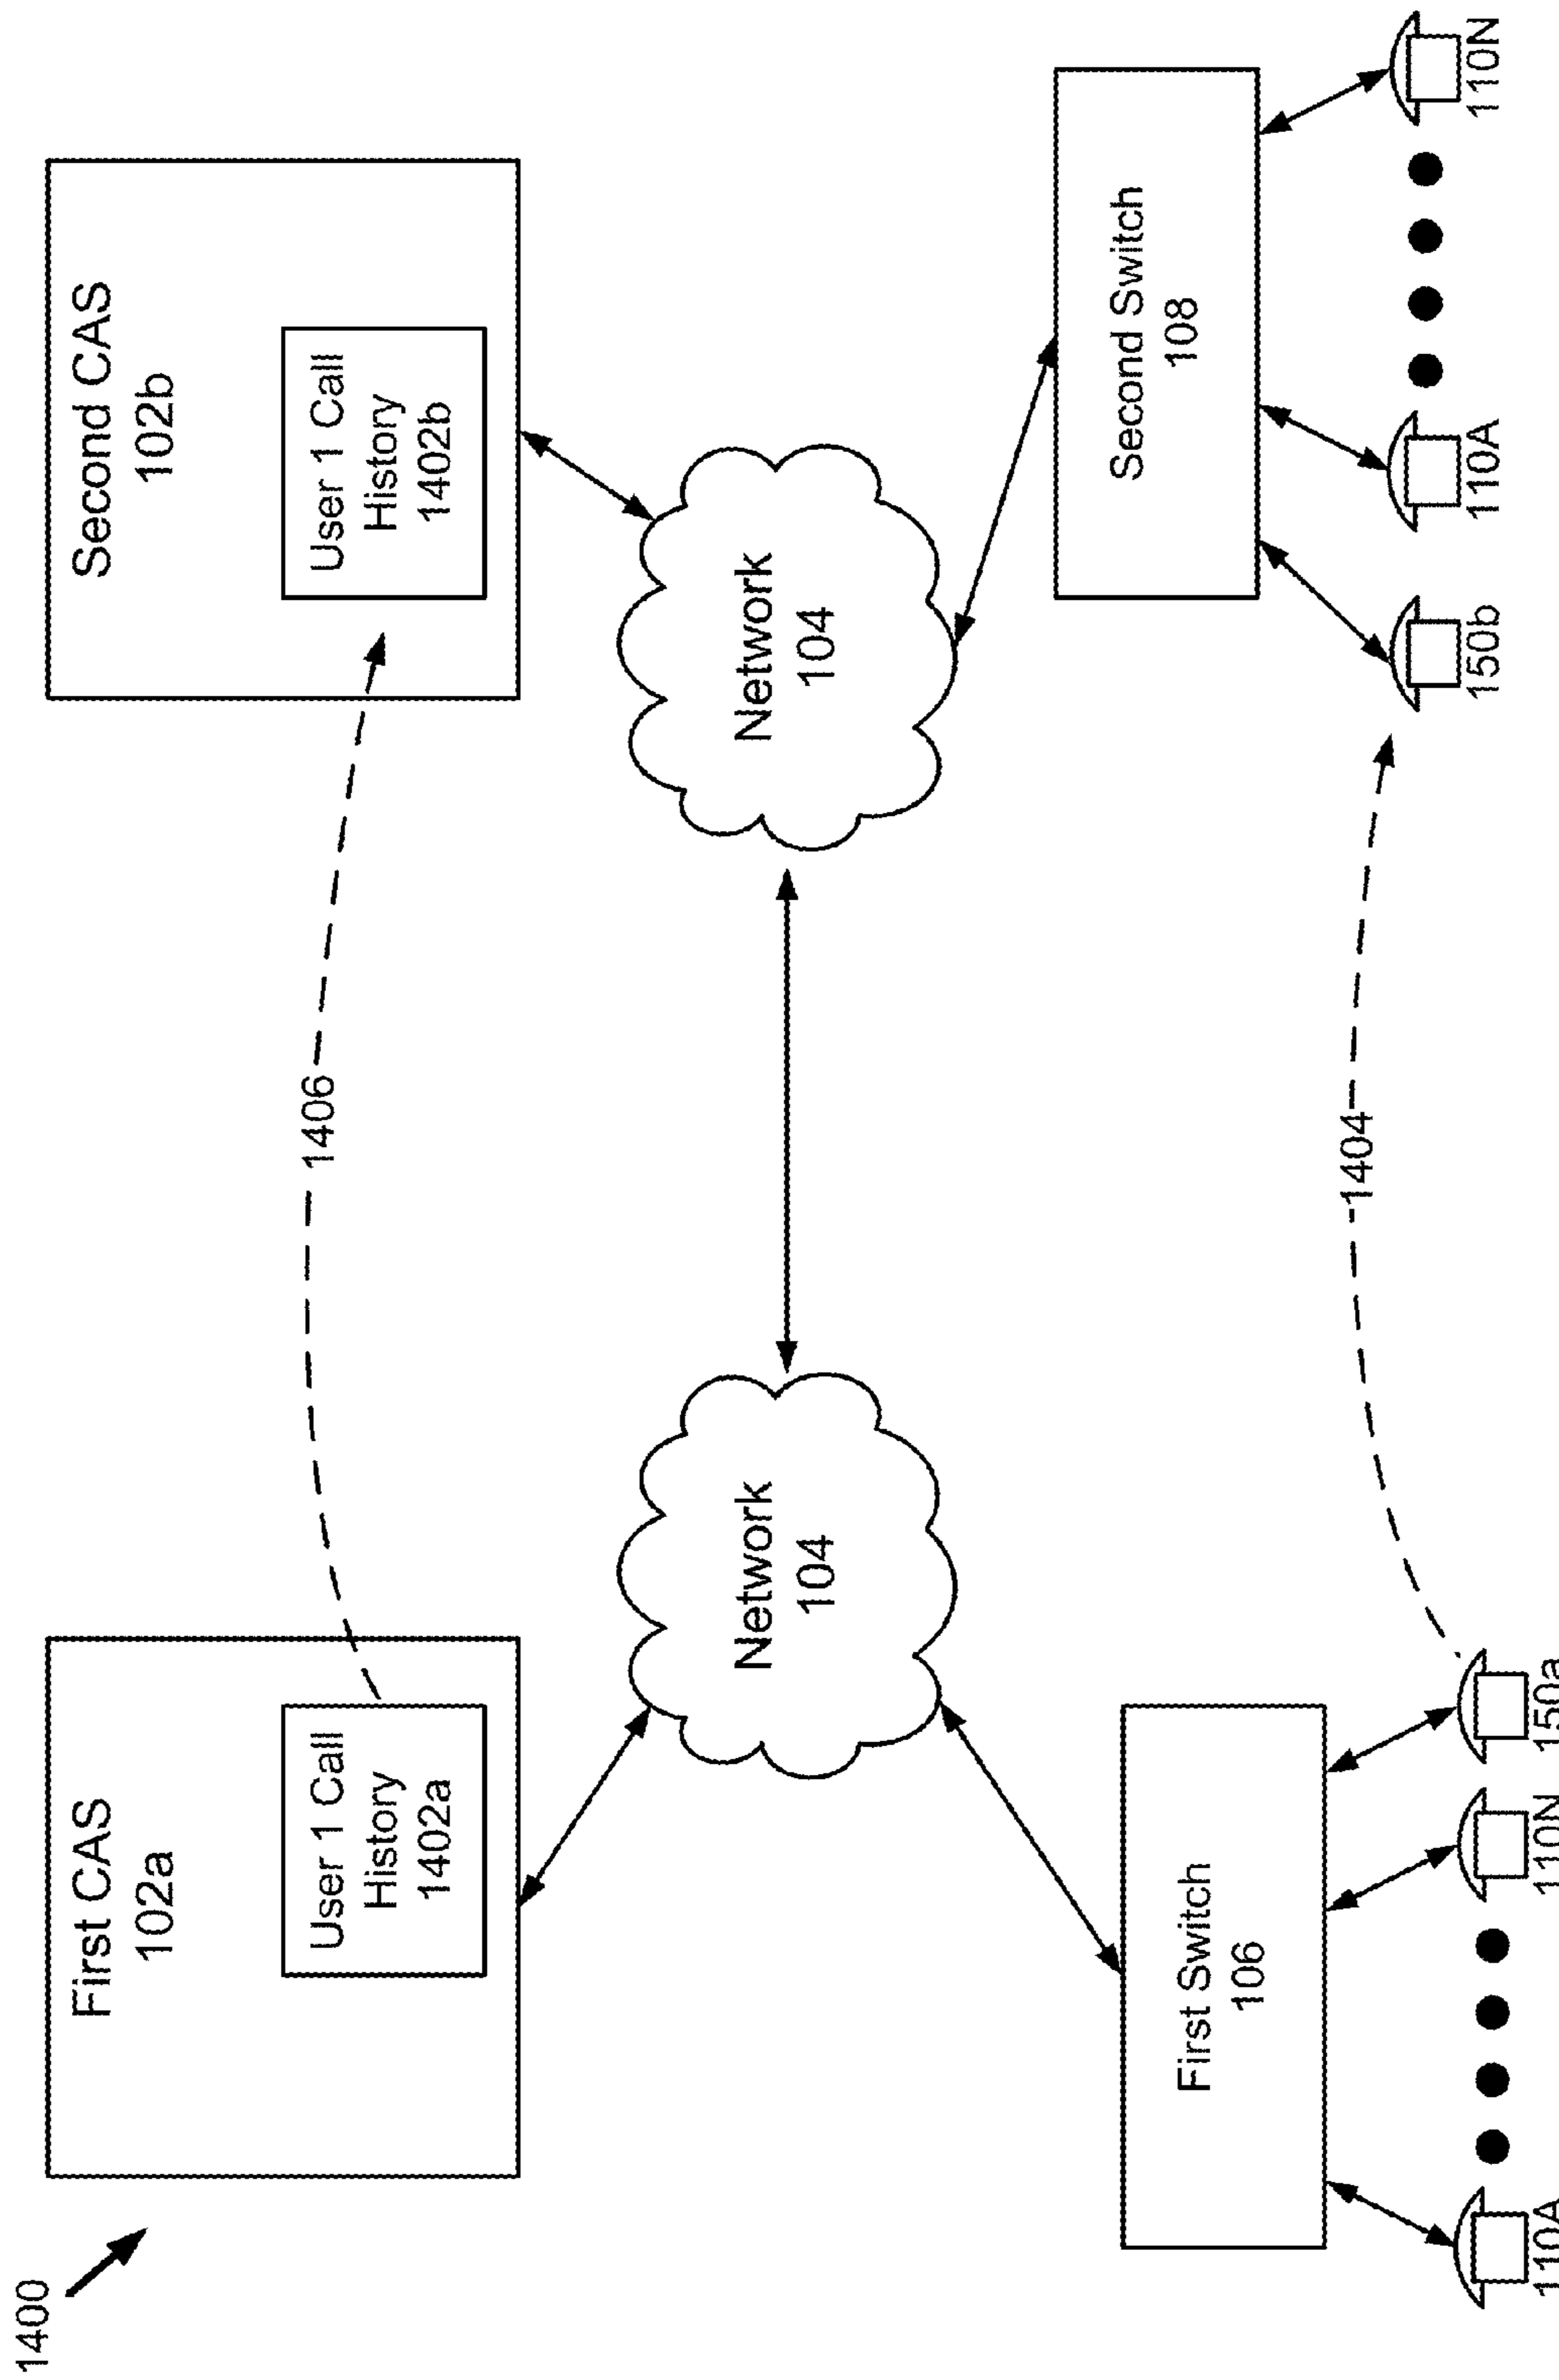 1400
First CAS
102a
User 1 Call
History
1402a
1406
Second CAS
102b
User 1 Call
History
1402b
Network
104
Network
104
First Switch
106
Second Switch
108
1404
110A
110N
150a
150b
110A
110N